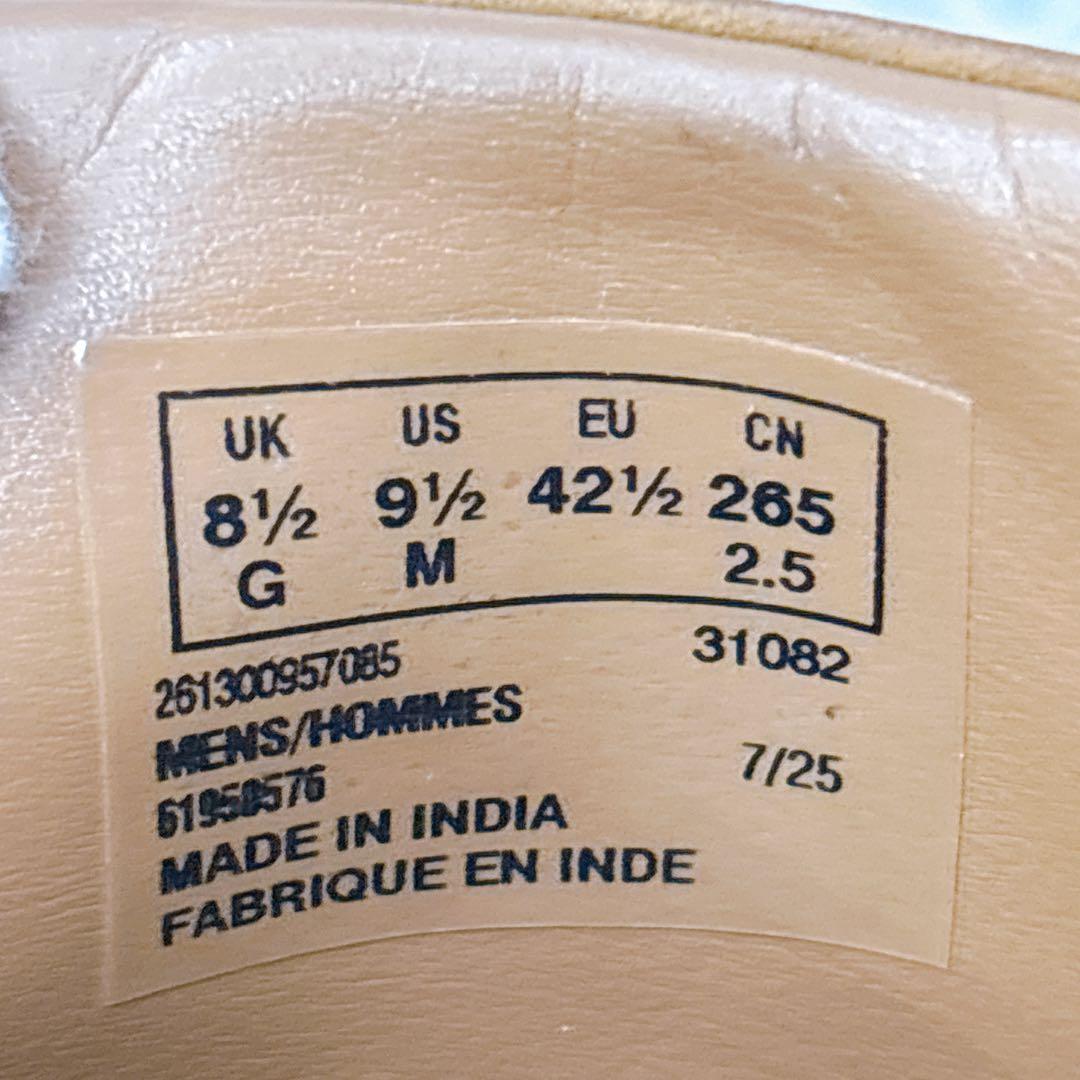 UK US EU CN
8½ 9½ 42½ 265
G M 2.5
261300957085 31082
MENS/HOMMES
61958576 7/25
MADE IN INDIA
FABRIQUE EN INDE